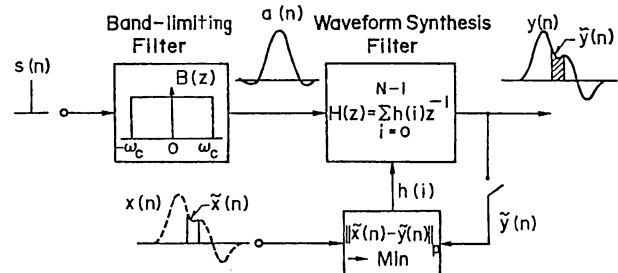 Band-limiting
Filter
a(n)
Waveform Synthesis
Filter
y(n)
ỹ(n)
s(n)
B(z)
-ωc 0 ωc
N-1
H(z)=Σh(i)z^-1
i=0
h(i)
x(n)
x̃(n)
‖x̃(n)-ỹ(n)‖p
→ Min
ỹ(n)